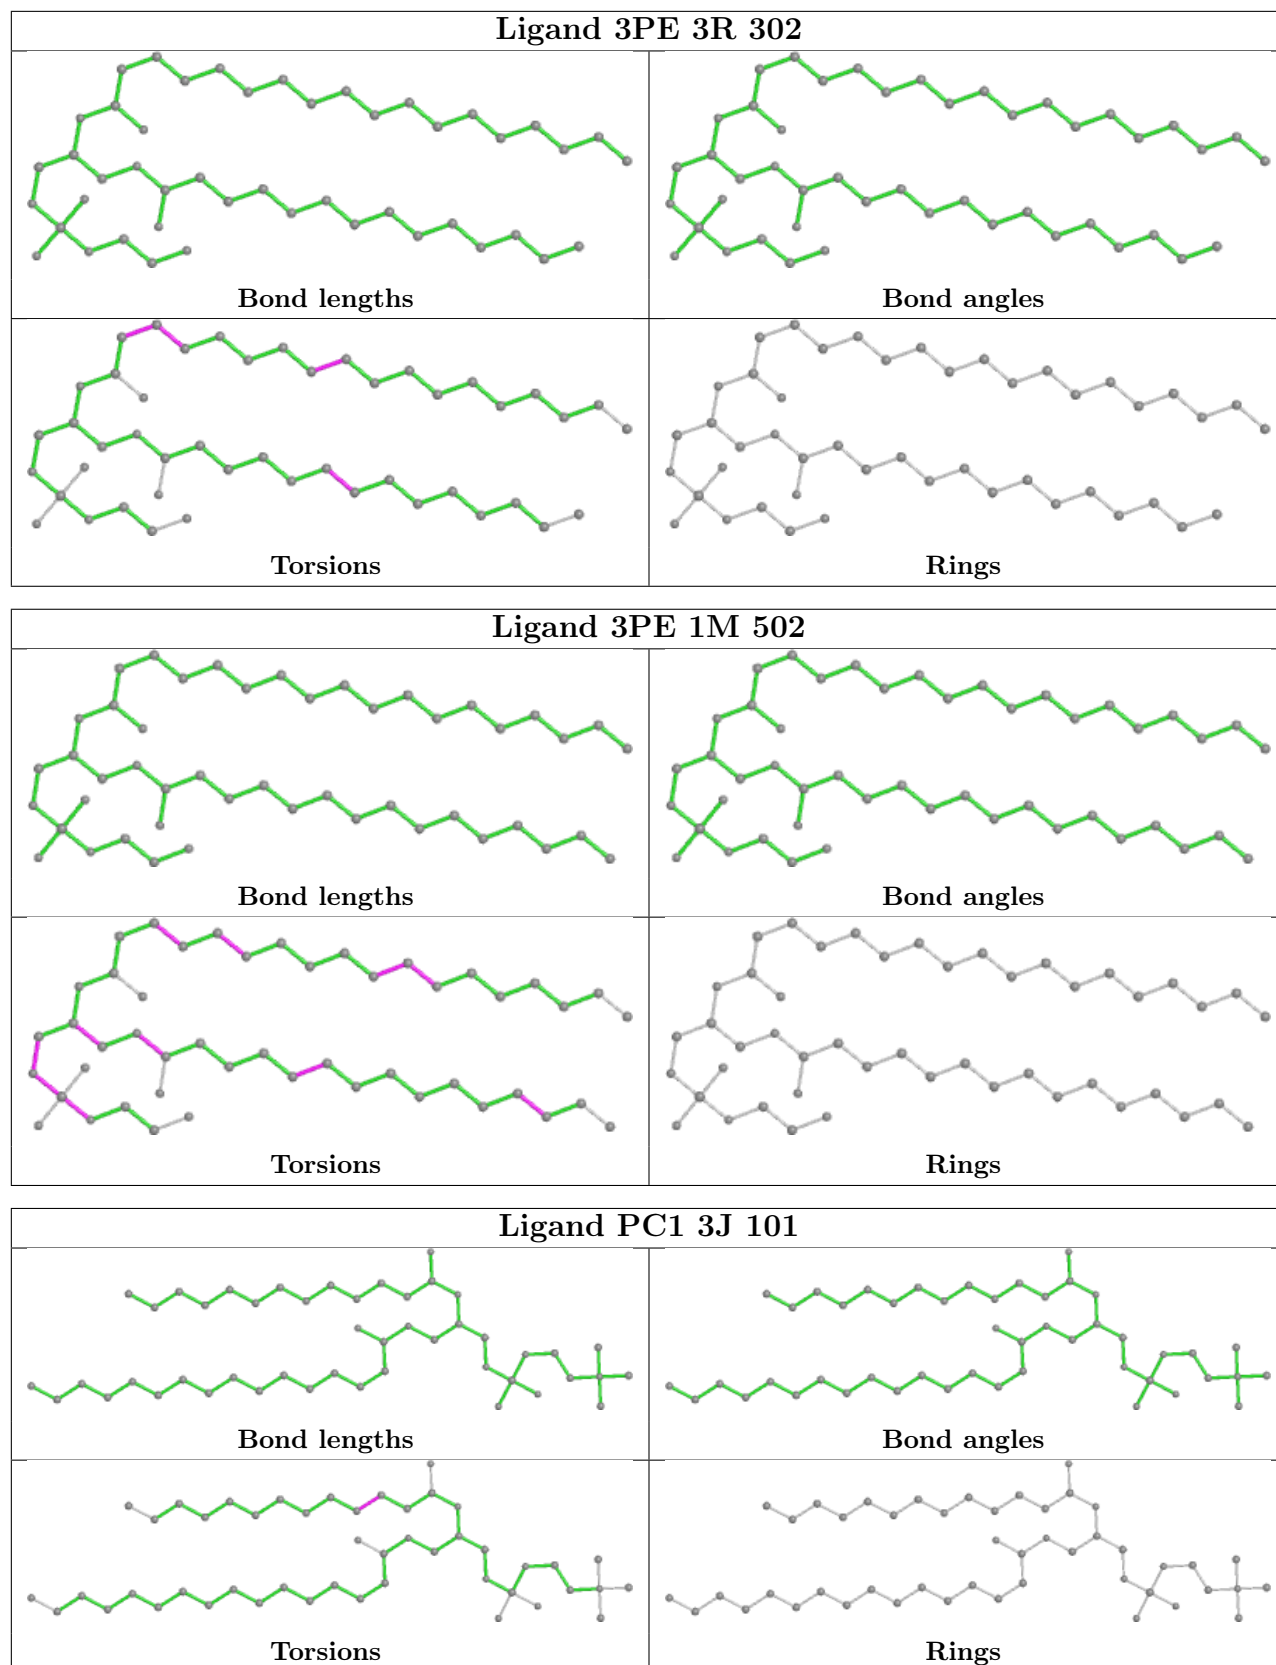 Ligand 3PE 3R 302
Bond lengths
Bond angles
Torsions
Rings
Ligand 3PE 1M 502
Bond lengths
Bond angles
Torsions
Rings
Ligand PC1 3J 101
Bond lengths
Bond angles
Torsions
Rings